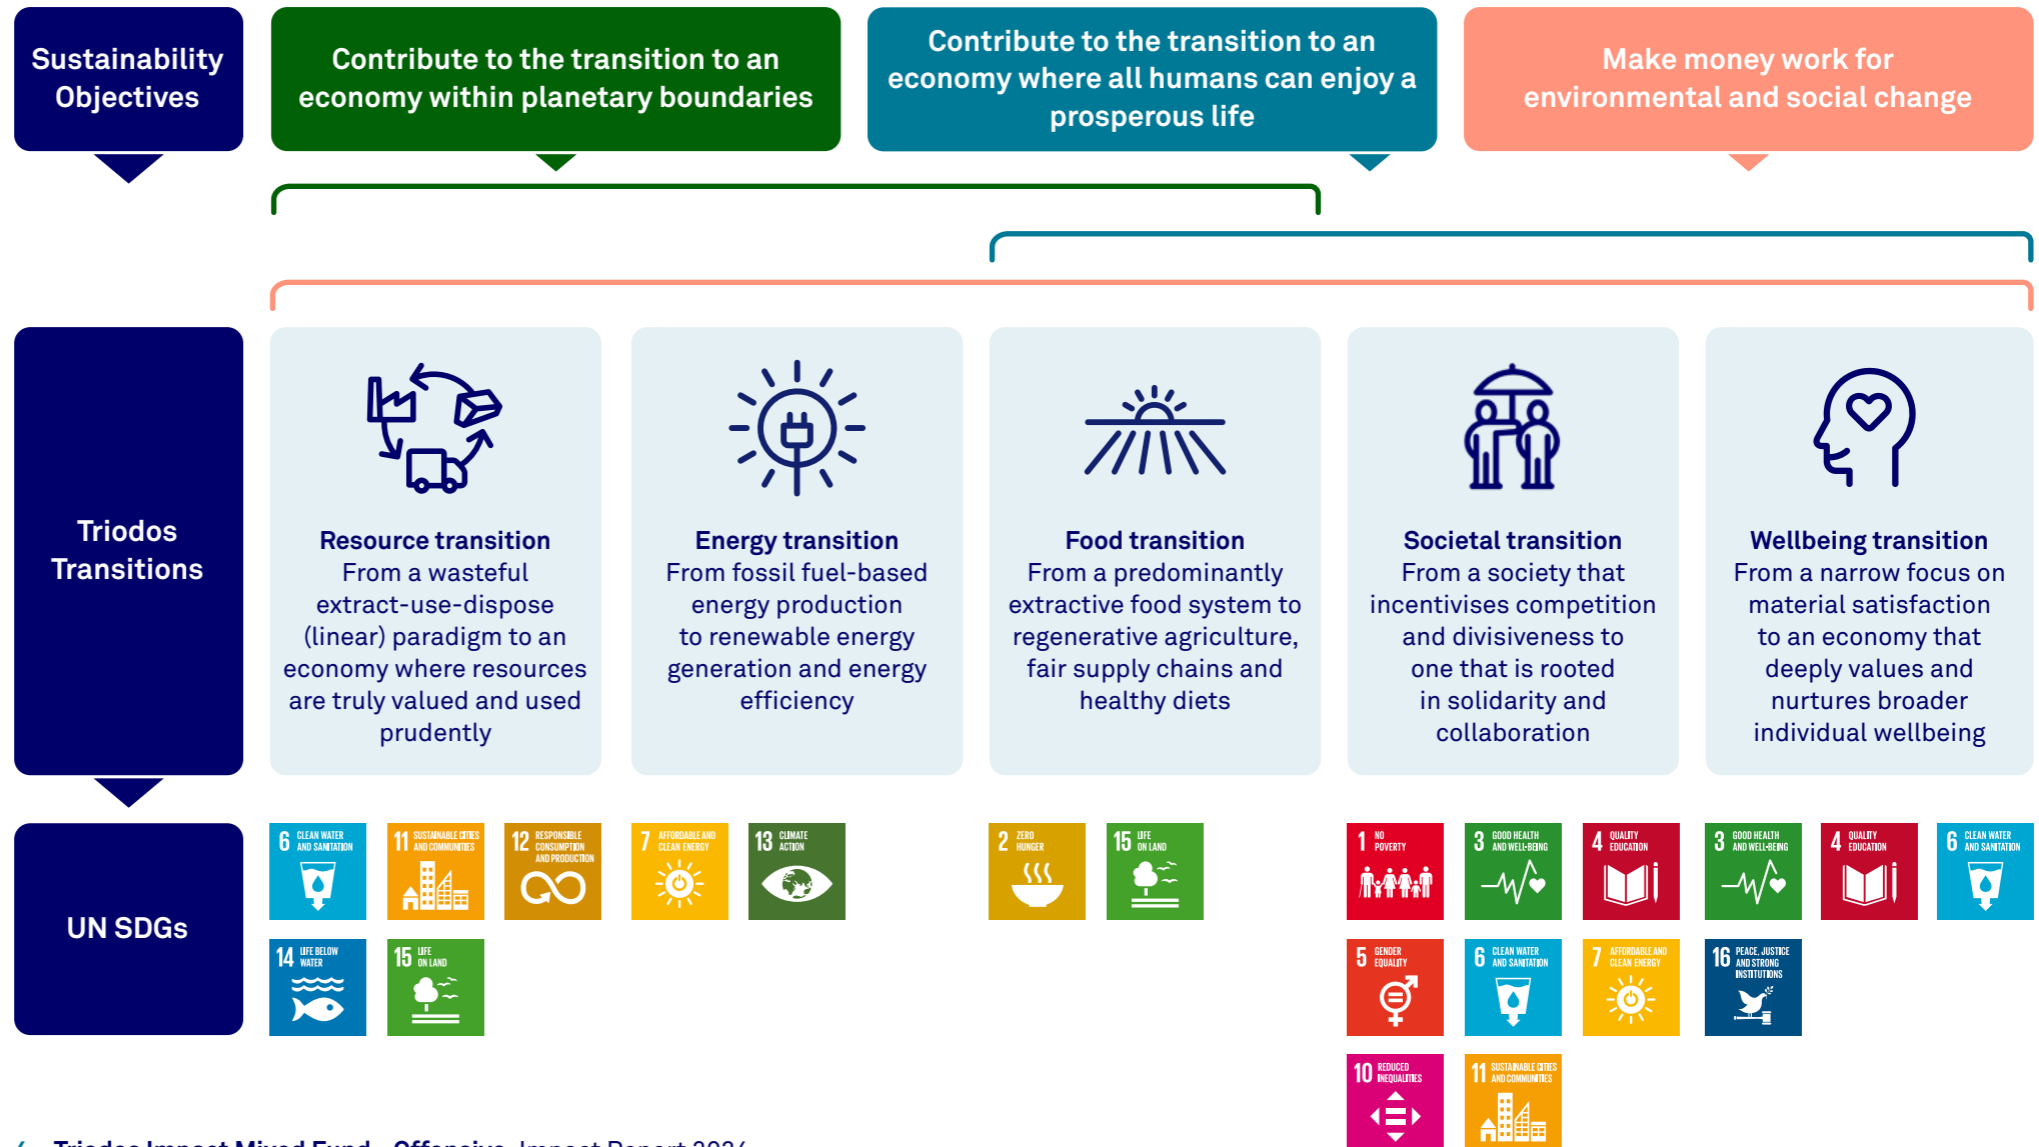 Sustainability
Objectives
Contribute to the transition to an
economy within planetary boundaries
Contribute to the transition to an
economy where all humans can enjoy a
prosperous life
Make money work for
environmental and social change
Triodos
Transitions
Resource transition
From a wasteful
extract-use-dispose
(linear) paradigm to an
economy where resources
are truly valued and used
prudently
Energy transition
From fossil fuel-based
energy production
to renewable energy
generation and energy
efficiency
Food transition
From a predominantly
extractive food system to
regenerative agriculture,
fair supply chains and
healthy diets
Societal transition
From a society that
incentivises competition
and divisiveness to
one that is rooted
in solidarity and
collaboration
Wellbeing transition
From a narrow focus on
material satisfaction
to an economy that
deeply values and
nurtures broader
individual wellbeing
UN SDGs
6 CLEAN WATER
AND SANITATION
11 SUSTAINABLE CITIES
AND COMMUNITIES
12 RESPONSIBLE
CONSUMPTION
AND PRODUCTION
14 LIFE BELOW
WATER
15 LIFE
ON LAND
7 AFFORDABLE AND
CLEAN ENERGY
13 CLIMATE
ACTION
2 ZERO
HUNGER
15 LIFE
ON LAND
1 NO
POVERTY
3 GOOD HEALTH
AND WELL-BEING
4 QUALITY
EDUCATION
5 GENDER
EQUALITY
6 CLEAN WATER
AND SANITATION
7 AFFORDABLE AND
CLEAN ENERGY
10 REDUCED
INEQUALITIES
11 SUSTAINABLE CITIES
AND COMMUNITIES
3 GOOD HEALTH
AND WELL-BEING
4 QUALITY
EDUCATION
6 CLEAN WATER
AND SANITATION
16 PEACE, JUSTICE
AND STRONG
INSTITUTIONS
Triodos Impact Mixed Fund - Offensive Impact Report